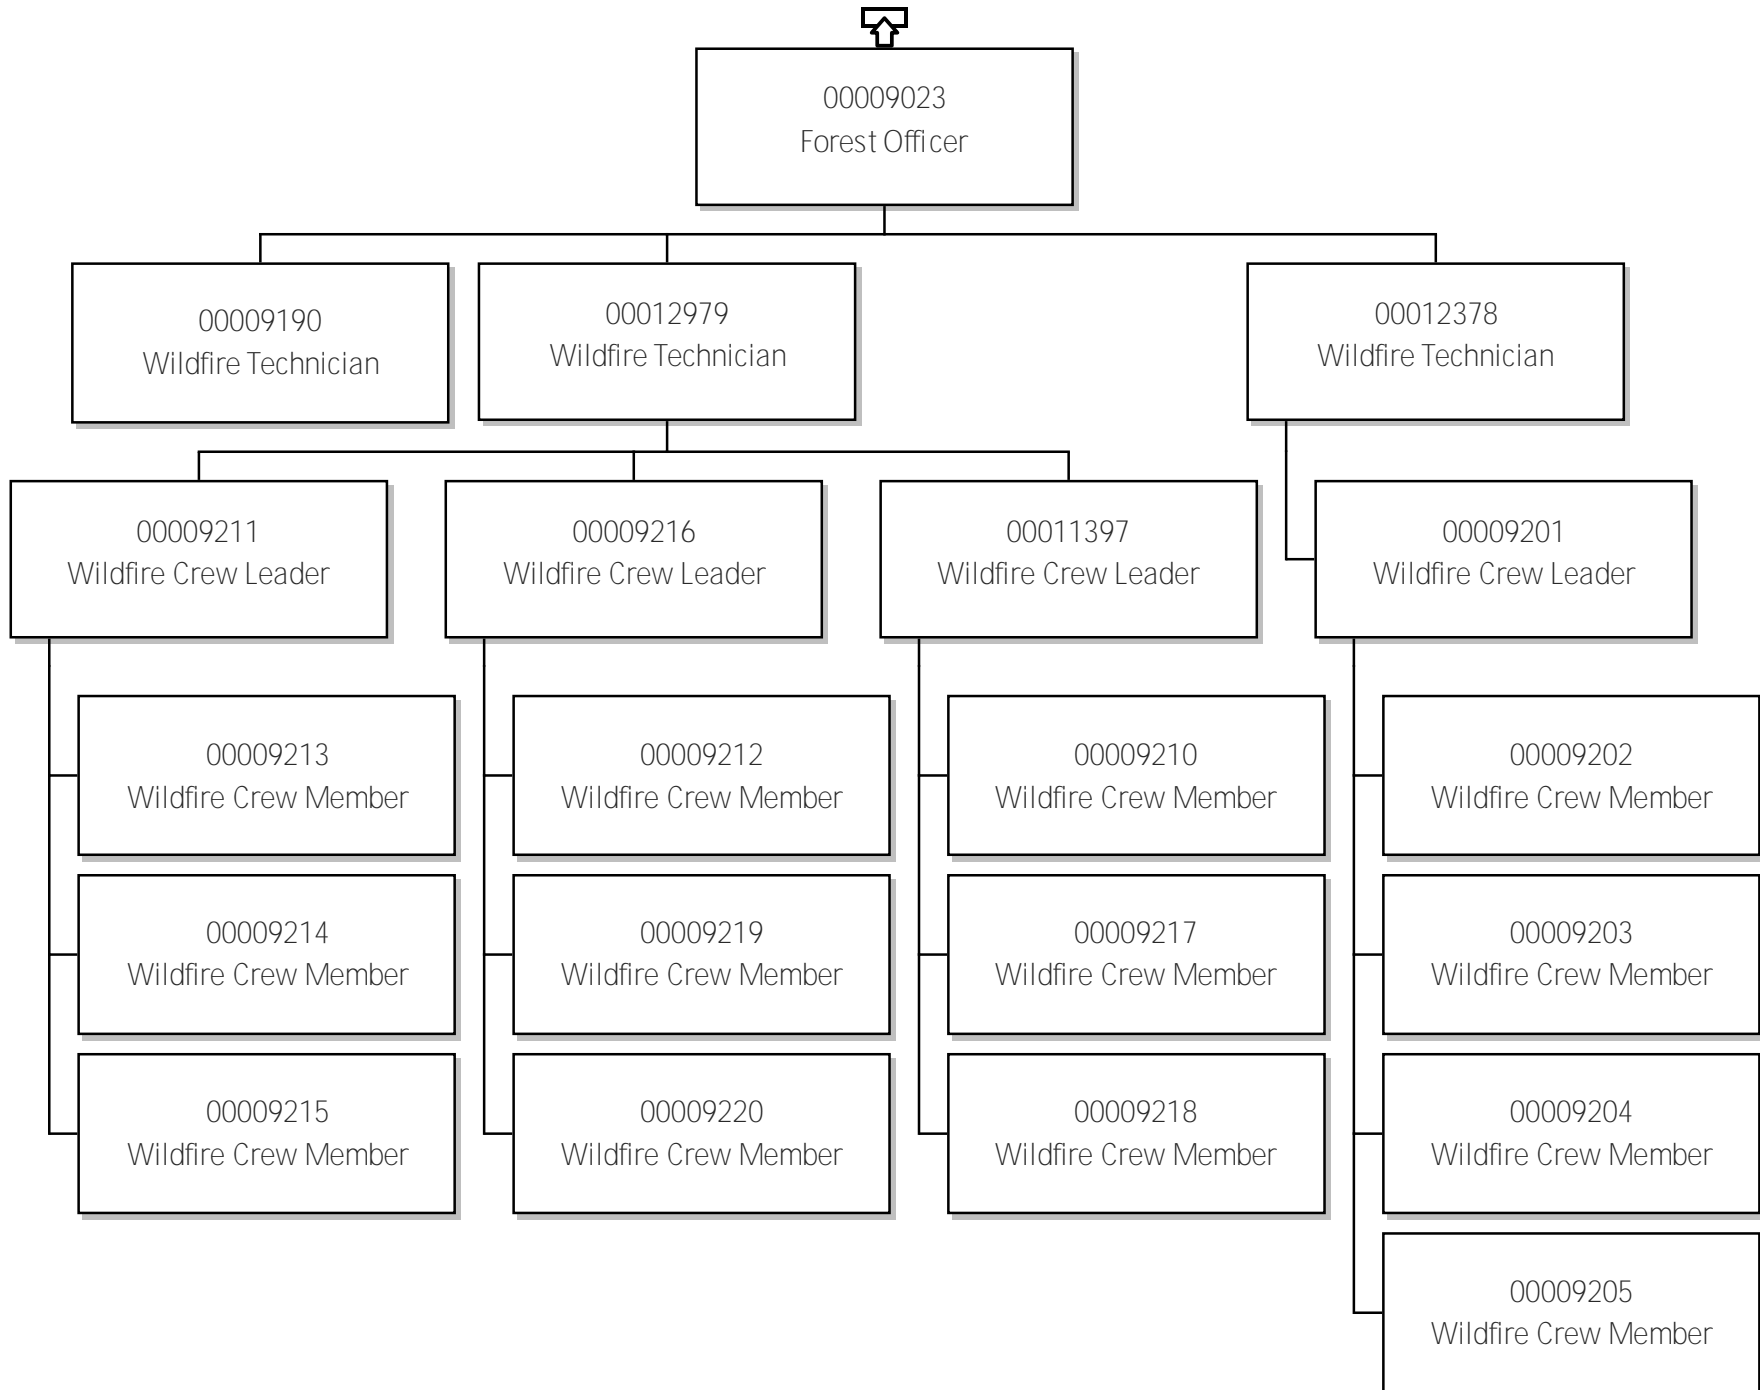 00009023
Forest Officer
00009190
Wildfire Technician
00012979
Wildfire Technician
00012378
Wildfire Technician
00009211
Wildfire Crew Leader
00009216
Wildfire Crew Leader
00011397
Wildfire Crew Leader
00009201
Wildfire Crew Leader
00009213
Wildfire Crew Member
00009212
Wildfire Crew Member
00009210
Wildfire Crew Member
00009202
Wildfire Crew Member
00009214
Wildfire Crew Member
00009219
Wildfire Crew Member
00009217
Wildfire Crew Member
00009203
Wildfire Crew Member
00009215
Wildfire Crew Member
00009220
Wildfire Crew Member
00009218
Wildfire Crew Member
00009204
Wildfire Crew Member
00009205
Wildfire Crew Member